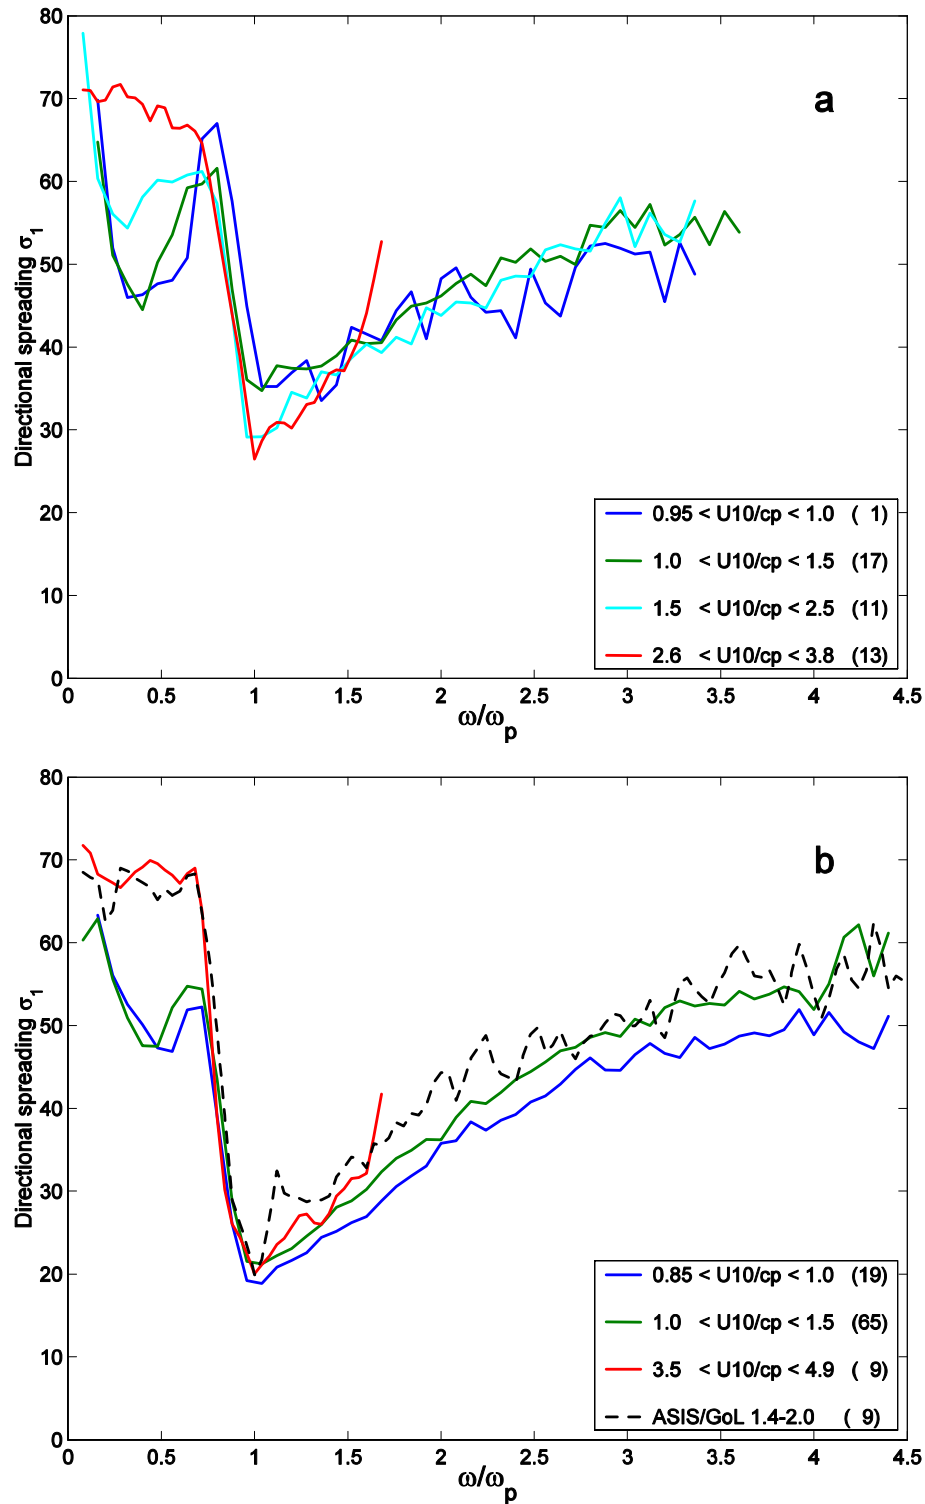 80
70
60
50
40
30
20
10
0
Directional spreading σ1
a
0.95 < U10/cp < 1.0 ( 1)
1.0 < U10/cp < 1.5 (17)
1.5 < U10/cp < 2.5 (11)
2.6 < U10/cp < 3.8 (13)
0 0.5 1 1.5 2 2.5 3 3.5 4 4.5
ω/ωp
80
70
60
50
40
30
20
10
0
Directional spreading σ1
b
0.85 < U10/cp < 1.0 (19)
1.0 < U10/cp < 1.5 (65)
3.5 < U10/cp < 4.9 ( 9)
ASIS/GoL 1.4-2.0 ( 9)
0 0.5 1 1.5 2 2.5 3 3.5 4 4.5
ω/ωp